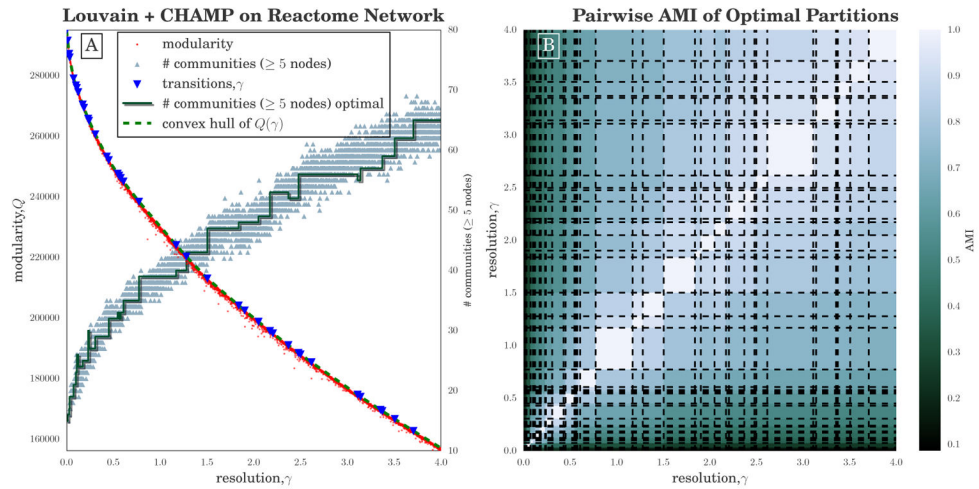 Louvain + CHAMP on Reactome Network
A
modularity
# communities (≥ 5 nodes)
transitions,γ
# communities (≥ 5 nodes) optimal
convex hull of Q(γ)
280000
260000
240000
220000
200000
180000
160000
modularity,Q
80
70
60
50
40
30
20
10
# communities (≥ 5 nodes)
0.0 0.5 1.0 1.5 2.0 2.5 3.0 3.5 4.0
resolution,γ
Pairwise AMI of Optimal Partitions
B
4.0
3.5
3.0
2.5
2.0
1.5
1.0
0.5
0.0
resolution,γ
0.0 0.5 1.0 1.5 2.0 2.5 3.0 3.5 4.0
resolution,γ
1.0
0.9
0.8
0.7
0.6
0.5
0.4
0.3
0.2
0.1
AMI